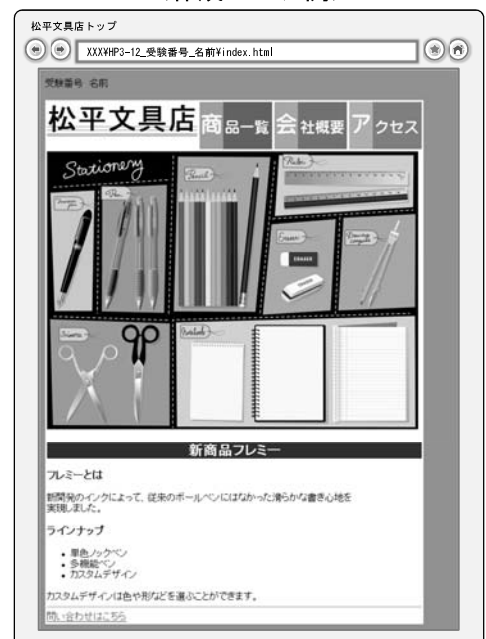 松平文具店トップ
XXX¥HP3-12_受験番号_名前¥index.html
受験番号 名前
松平文具店 商品一覧 会社概要 アクセス
Stationery
Pen
Pencil
Ruler
Eraser
ERASER
Drawing
Notebook
新商品フレミー
フレミーとは
新開発のインクによって、従来のボールペンにはなかった滑らかな書き心地を
実現しました。
ラインナップ
• 単色ノックペン
• 多機能ペン
• カスタムデザイン
カスタムデザインは色や形などを選ぶことができます。
問い合わせはこちら